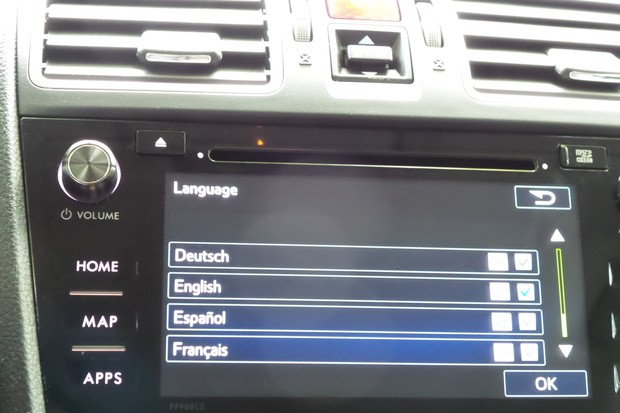 VOLUME
HOME
MAP
APPS
Language
Deutsch
English
Español
Français
OK